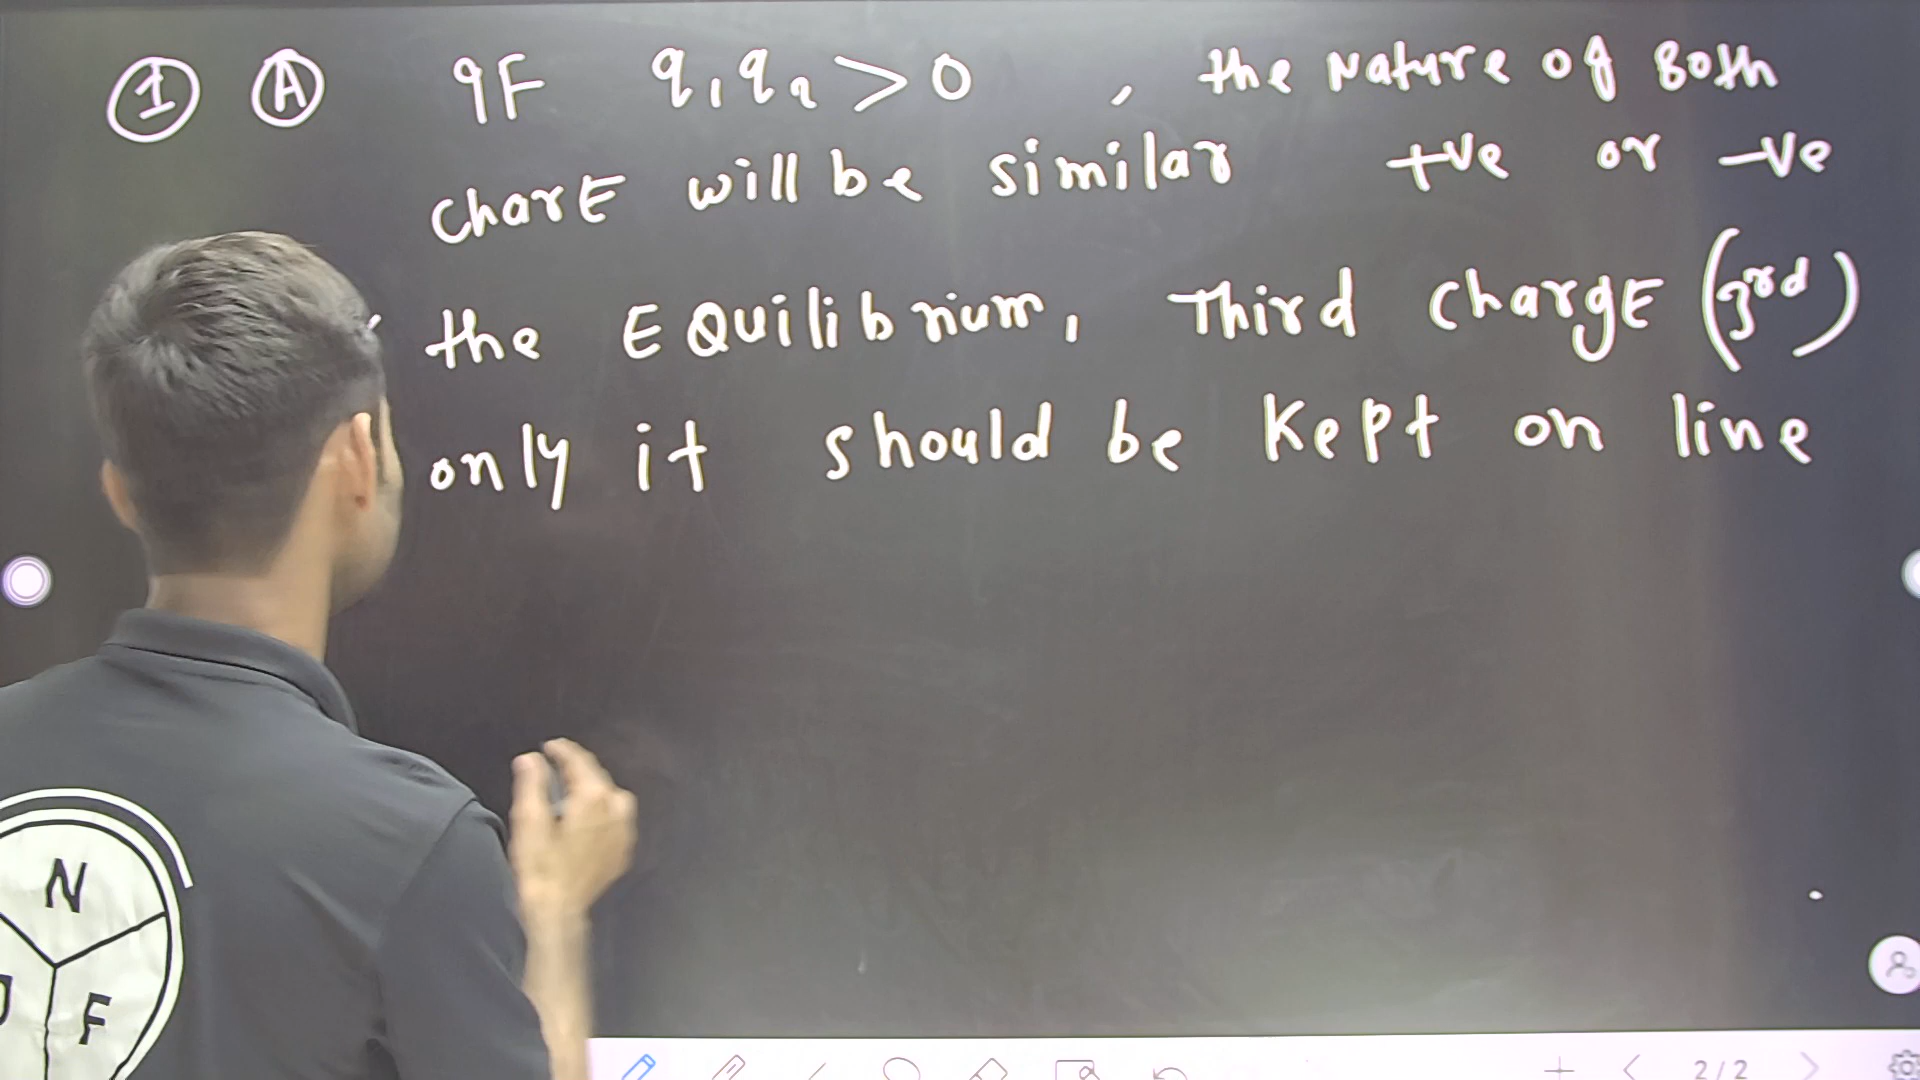 ① Ⓐ IF q₁q₂ > 0 , the Nature of Both
CharE will be similar +ve or -ve
the EQuilibrium, Third ChargE (3rd)
only it should be Kept on line
N
F
2/2